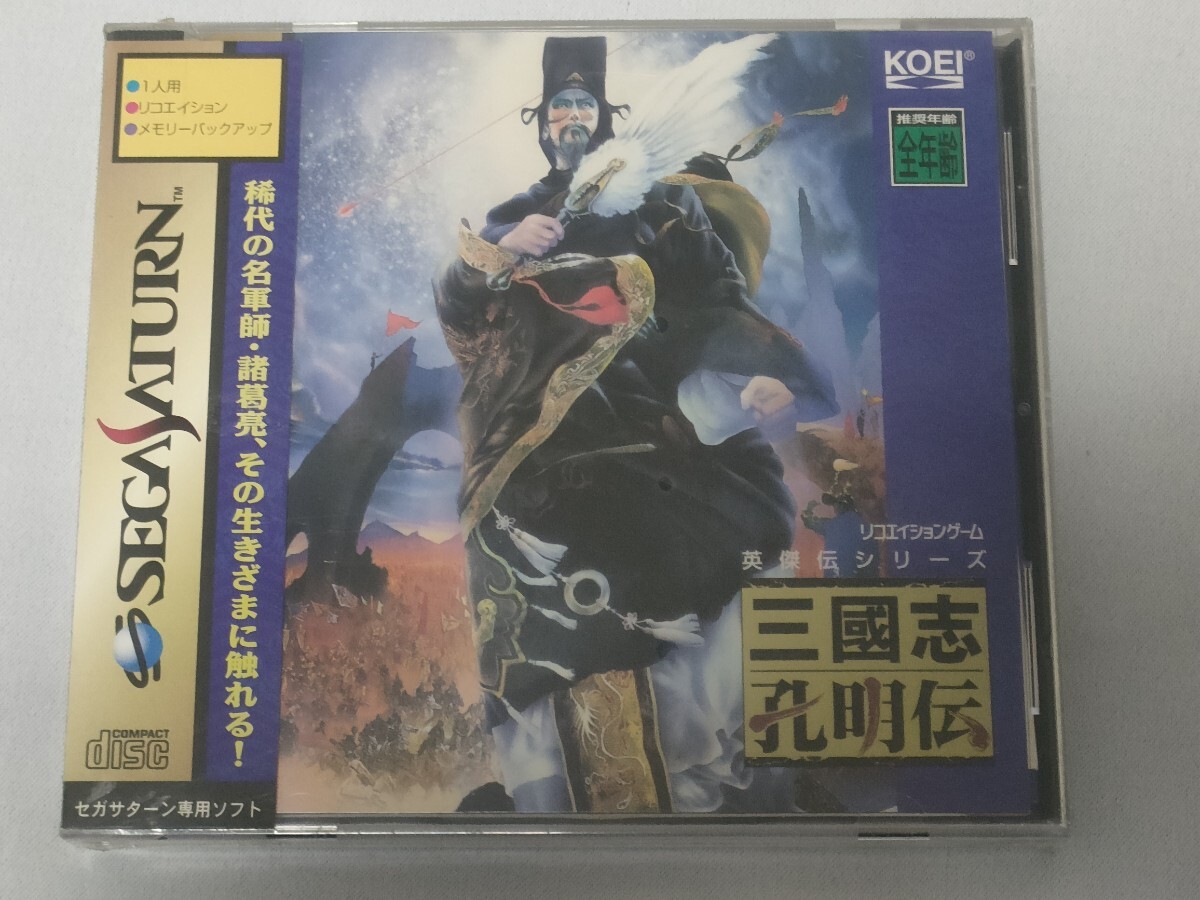 ●1人用
●リコエイション
●メモリーバックアップ
SEGA SATURN™
COMPACT
disc
セガサターン専用ソフト
稀代の名軍師・諸葛亮、その生きざまに触れる!
KOEI®
推奨年齢
全年齢
リコエイションゲーム
英傑伝シリーズ
三國志
孔明伝